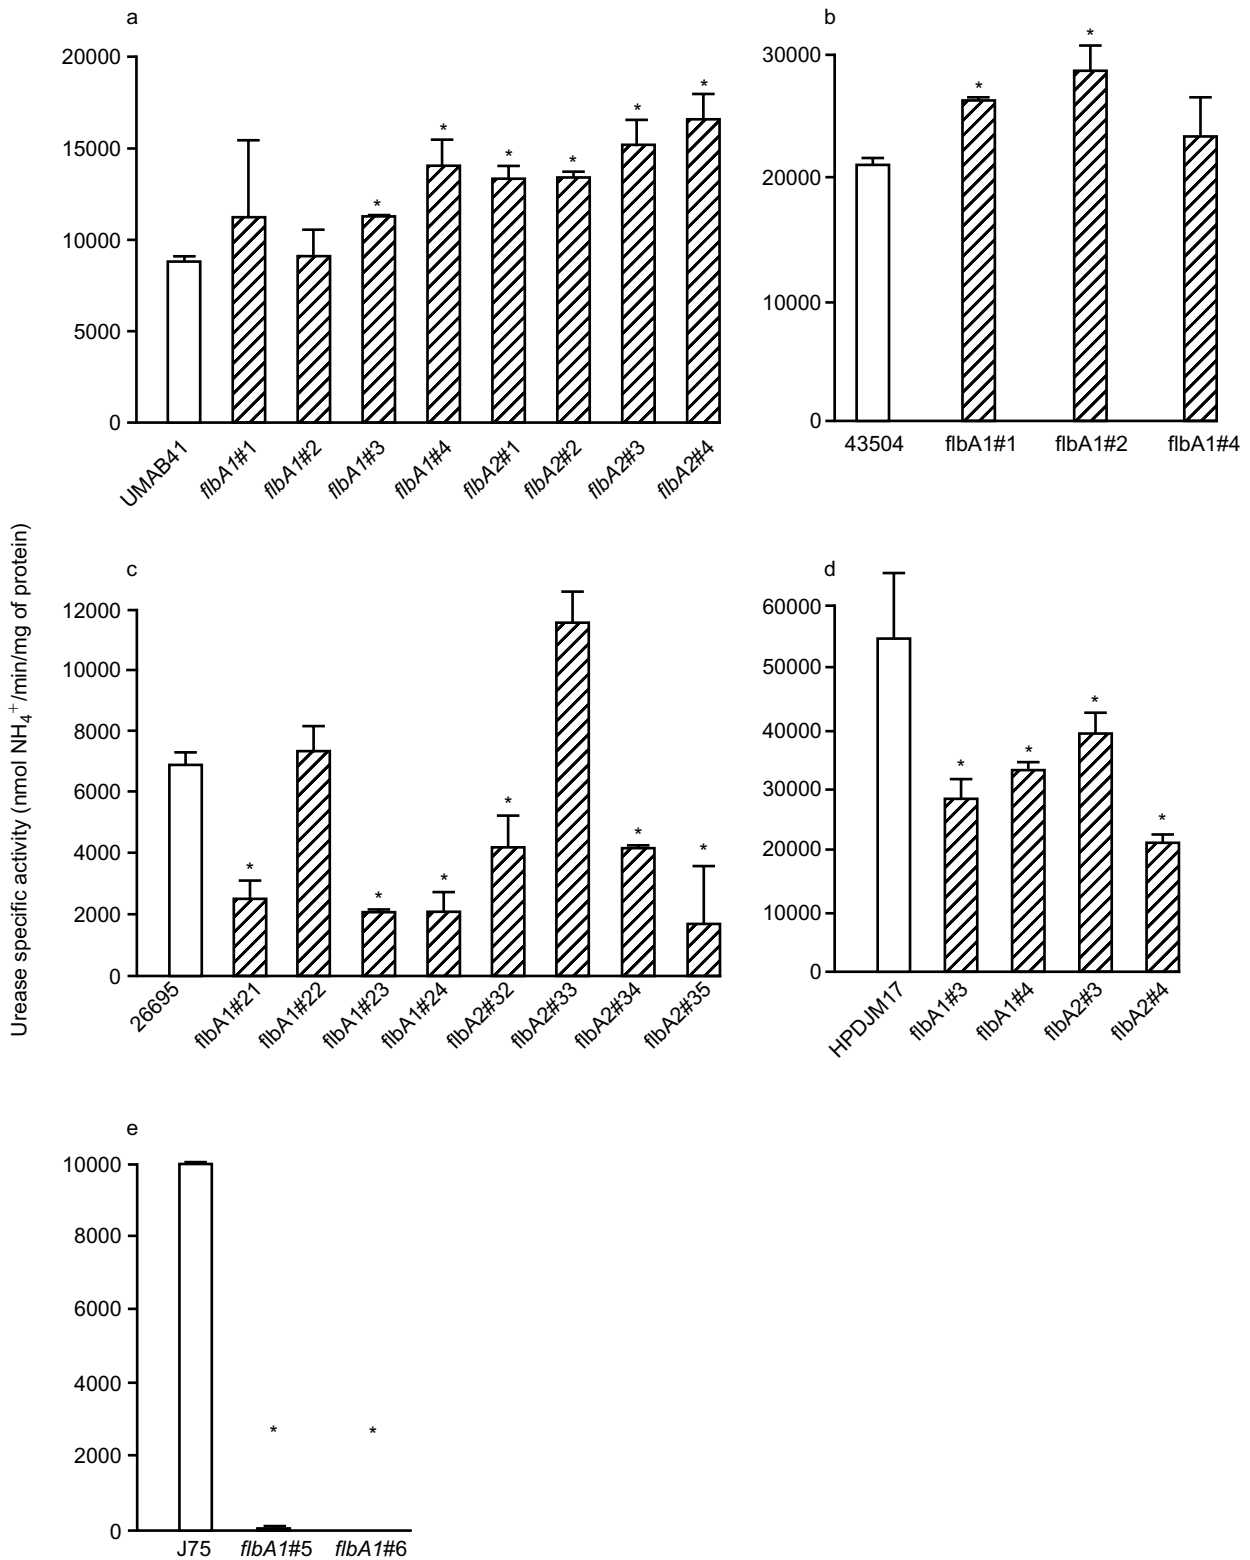 Urease specific activity (nmol NH₄⁺/min/mg of protein)
a
20000
15000
10000
5000
0
*
*
*
*
*
*
UMAB41
flbA1#1
flbA1#2
flbA1#3
flbA1#4
flbA2#1
flbA2#2
flbA2#3
flbA2#4
b
30000
20000
10000
0
*
*
43504 flbA1#1 flbA1#2 flbA1#4
c
12000
10000
8000
6000
4000
2000
0
*
*
*
*
*
*
26695
flbA1#21
flbA1#22
flbA1#23
flbA1#24
flbA2#32
flbA2#33
flbA2#34
flbA2#35
d
60000
50000
40000
30000
20000
10000
0
*
*
*
*
HPDJM17
flbA1#3
flbA1#4
flbA2#3
flbA2#4
e
10000
8000
6000
4000
2000
0
* *
J75 flbA1#5 flbA1#6